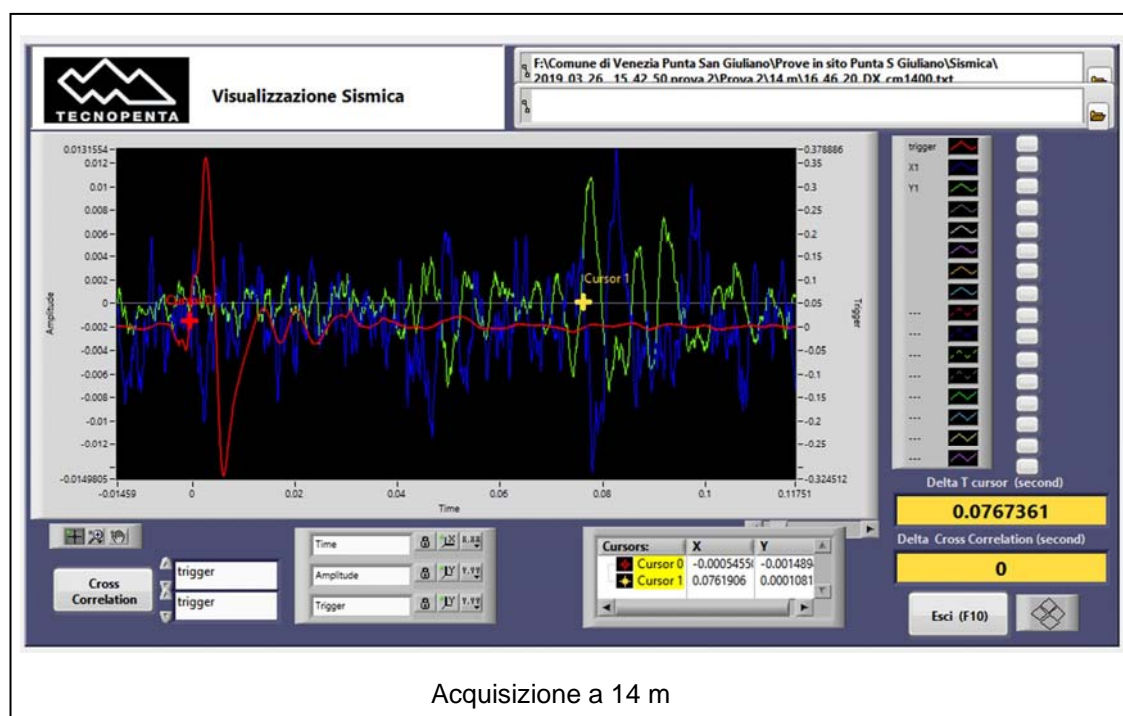 F:\Comune di Venezia Punta San Giuliano\Prove in sito Punta S Giuliano\Sismica\
2019_03_26__15_42_50 prova 2\Prova 2\14 m\16_46_20_DX_cm1400.txt
TECNOPENTA
Visualizzazione Sismica
0.0131554
0.012
0.01
0.008
0.006
0.004
0.002
0
-0.002
-0.004
-0.006
-0.008
-0.01
-0.012
-0.0149805
Amplitude
Cursor 1
0.378886
0.35
0.3
0.25
0.2
0.15
0.1
0.05
0
-0.05
-0.1
-0.15
-0.2
-0.25
-0.324512
Trigger
-0.01459
0
0.02
0.04
0.06
0.08
0.1
0.11751
Time
trigger
X1
Y1
---
---
---
---
---
---
---
Delta T cursor (second)
0.0767361
Delta Cross Correlation (second)
0
Cross
Correlation
trigger
trigger
Time
Amplitude
Trigger
Cursors: X Y
Cursor 0 -0.0005455 -0.001489
Cursor 1 0.0761906 0.0001081
Esci (F10)
Acquisizione a 14 m